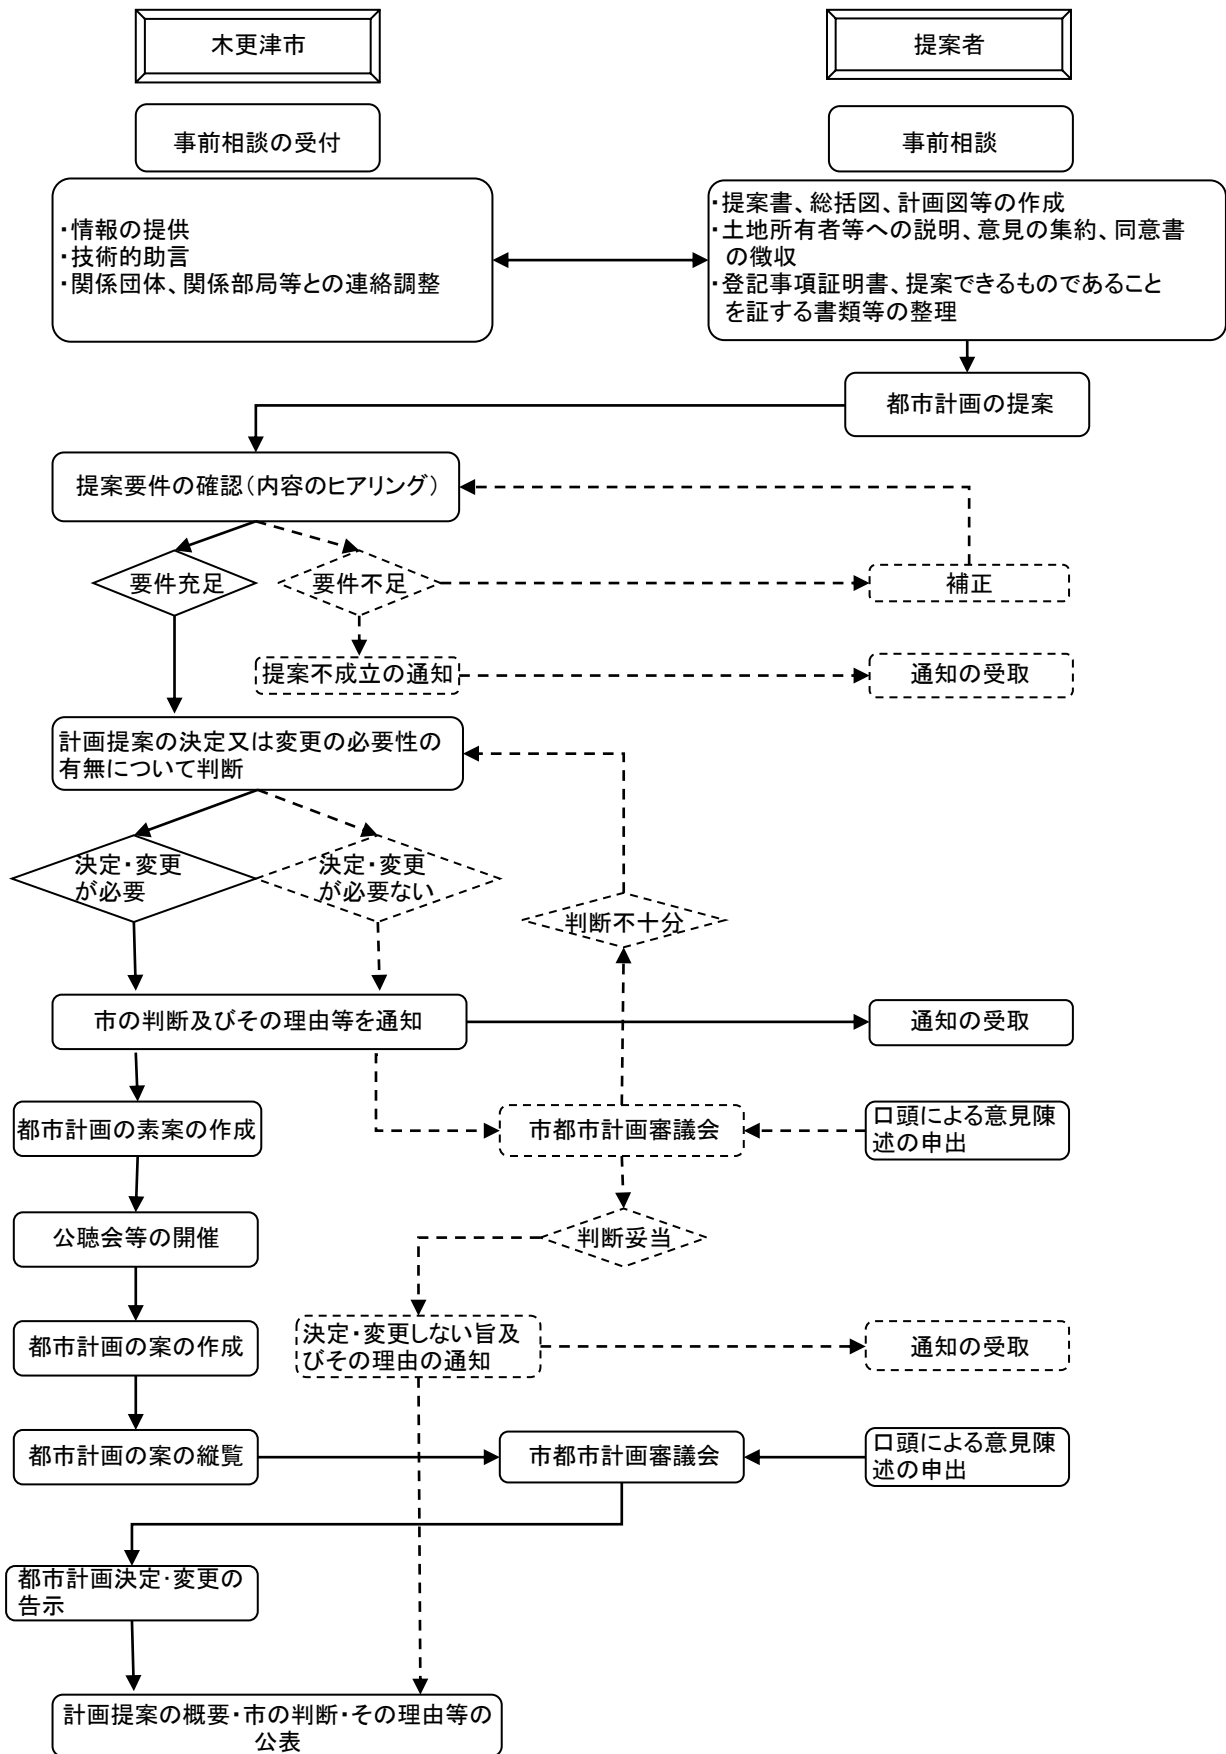 木更津市
提案者
事前相談の受付
事前相談
・情報の提供
・技術的助言
・関係団体、関係部局等との連絡調整
・提案書、総括図、計画図等の作成
・土地所有者等への説明、意見の集約、同意書
の徴収
・登記事項証明書、提案できるものであること
を証する書類等の整理
都市計画の提案
提案要件の確認（内容のヒアリング）
要件充足
要件不足
補正
提案不成立の通知
通知の受取
計画提案の決定又は変更の必要性の
有無について判断
決定・変更
が必要
決定・変更
が必要ない
判断不十分
市の判断及びその理由等を通知
通知の受取
都市計画の素案の作成
市都市計画審議会
口頭による意見陳
述の申出
公聴会等の開催
判断妥当
都市計画の案の作成
決定・変更しない旨及
びその理由の通知
通知の受取
都市計画の案の縦覧
市都市計画審議会
口頭による意見陳
述の申出
都市計画決定・変更の
告示
計画提案の概要・市の判断・その理由等の
公表